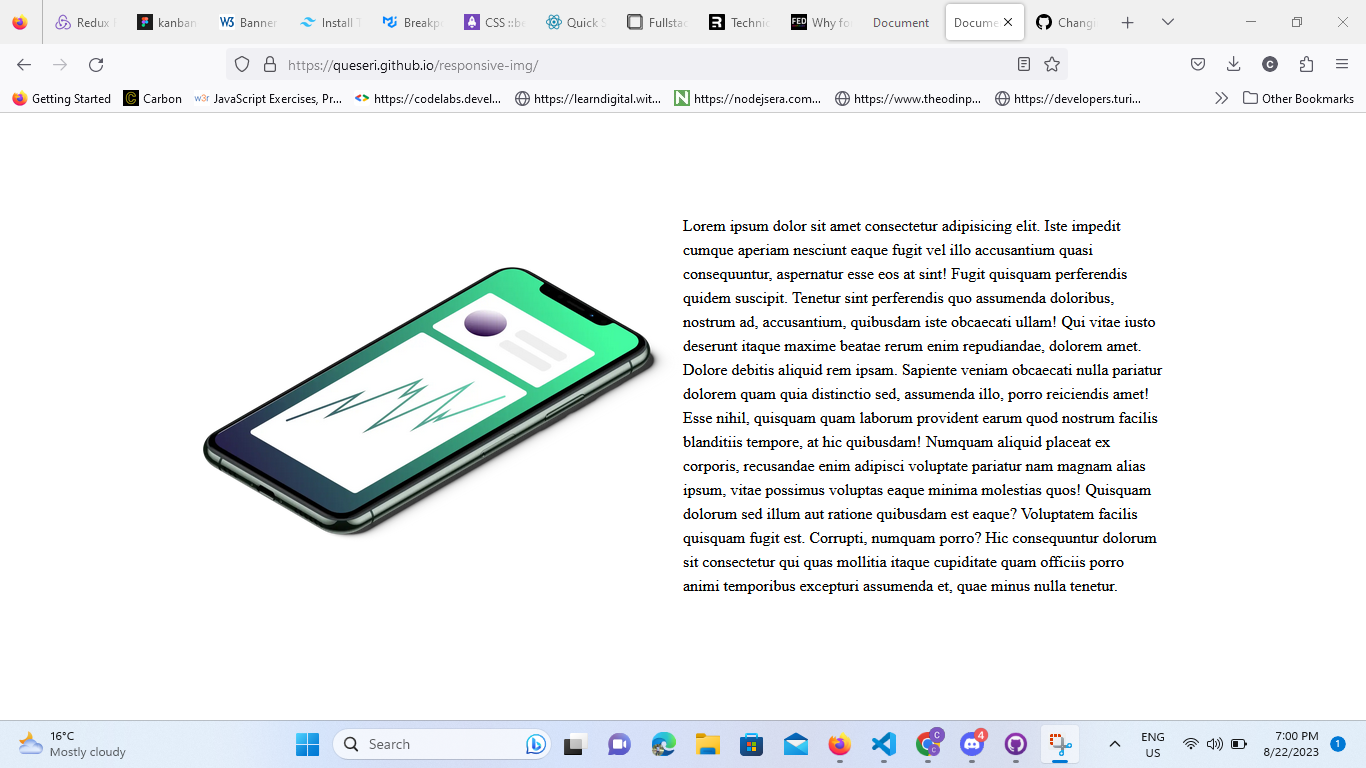 Redux
kanban
W3 Banner
Install T
Breakp
CSS ::be
Quick S
Fullstac
Technic
FED Why fo
Document
Docume
Changi
https://queseri.github.io/responsive-img/
C
Getting Started
C Carbon
w3r JavaScript Exercises, Pr...
https://codelabs.devel...
https://learndigital.wit...
N https://nodejsera.com...
https://www.theodinp...
https://developers.turi...
Other Bookmarks
Lorem ipsum dolor sit amet consectetur adipisicing elit. Iste impedit
cumque aperiam nesciunt eaque fugit vel illo accusantium quasi
consequuntur, aspernatur esse eos at sint! Fugit quisquam perferendis
quidem suscipit. Tenetur sint perferendis quo assumenda doloribus,
nostrum ad, accusantium, quibusdam iste obcaecati ullam! Qui vitae iusto
deserunt itaque maxime beatae rerum enim repudiandae, dolorem amet.
Dolore debitis aliquid rem ipsam. Sapiente veniam obcaecati nulla pariatur
dolorem quam quia distinctio sed, assumenda illo, porro reiciendis amet!
Esse nihil, quisquam quam laborum provident earum quod nostrum facilis
blanditiis tempore, at hic quibusdam! Numquam aliquid placeat ex
corporis, recusandae enim adipisci voluptate pariatur nam magnam alias
ipsum, vitae possimus voluptas eaque minima molestias quos! Quisquam
dolorum sed illum aut ratione quibusdam est eaque? Voluptatem facilis
quisquam fugit est. Corrupti, numquam porro? Hic consequuntur dolorum
sit consectetur qui quas mollitia itaque cupiditate quam officiis porro
animi temporibus excepturi assumenda et, quae minus nulla tenetur.
16°C
Mostly cloudy
Search
C
4
ENG
US
7:00 PM
8/22/2023
1